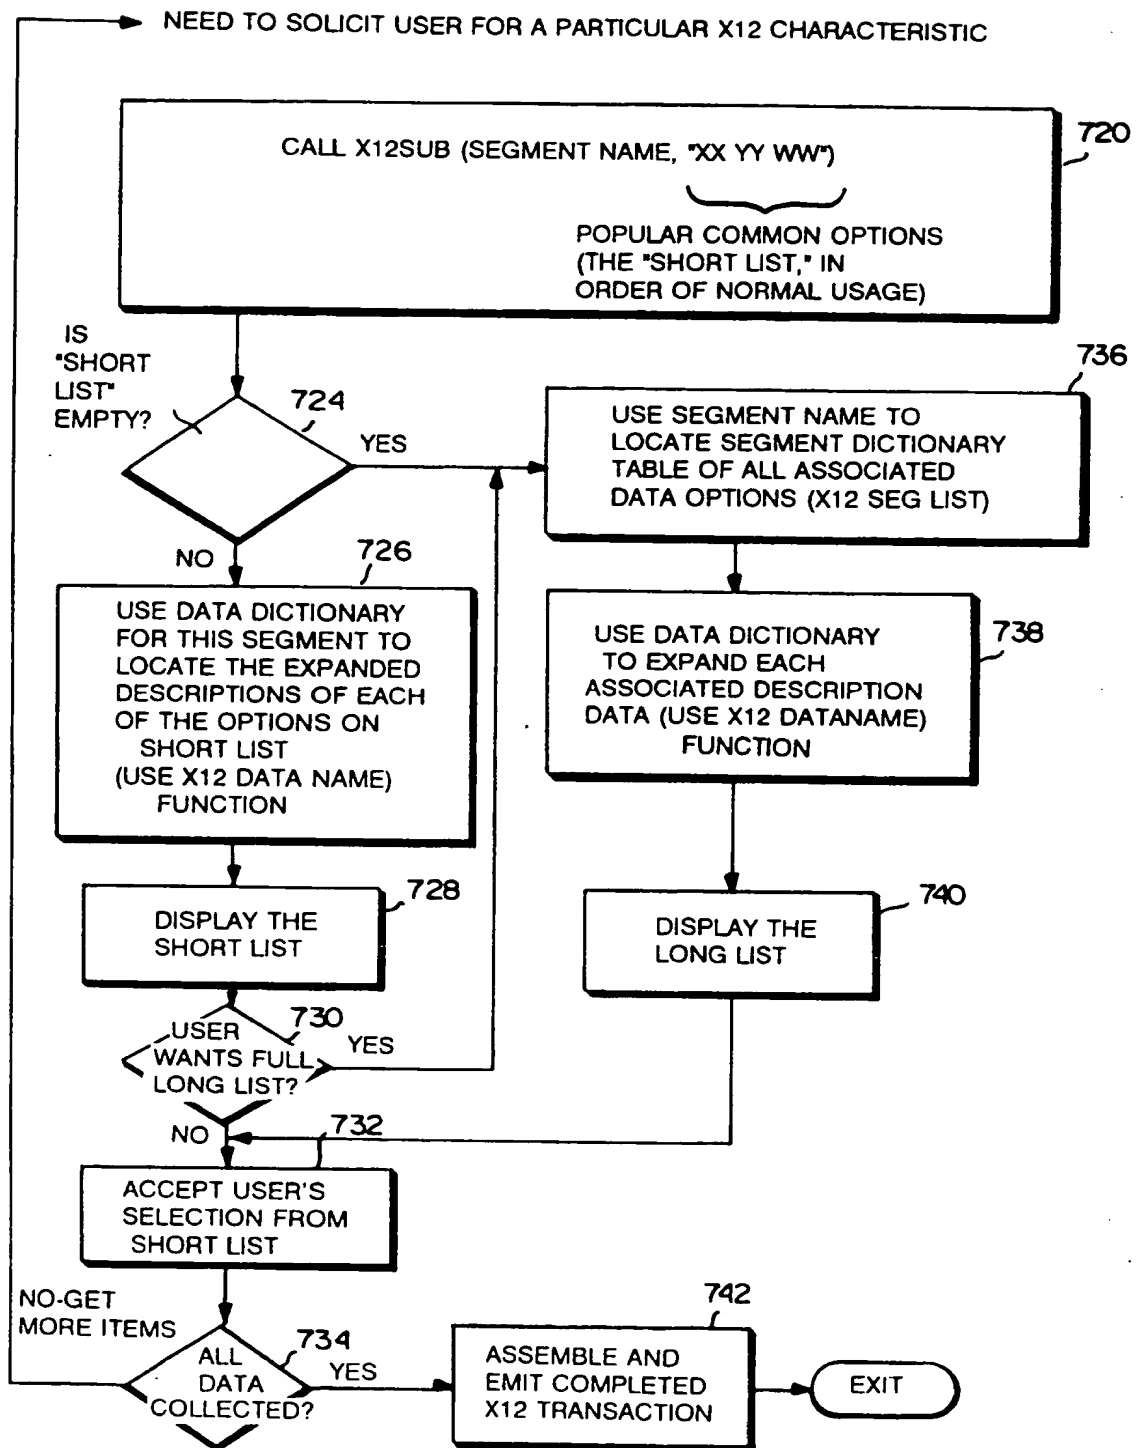 NEED TO SOLICIT USER FOR A PARTICULAR X12 CHARACTERISTIC
720
CALL X12SUB (SEGMENT NAME, "XX YY WW")
POPULAR COMMON OPTIONS
(THE "SHORT LIST," IN
ORDER OF NORMAL USAGE)
IS
"SHORT
LIST"
EMPTY?
724
YES
NO
736
USE SEGMENT NAME TO
LOCATE SEGMENT DICTIONARY
TABLE OF ALL ASSOCIATED
DATA OPTIONS (X12 SEG LIST)
726
USE DATA DICTIONARY
FOR THIS SEGMENT TO
LOCATE THE EXPANDED
DESCRIPTIONS OF EACH
OF THE OPTIONS ON
SHORT LIST
(USE X12 DATA NAME)
FUNCTION
738
USE DATA DICTIONARY
TO EXPAND EACH
ASSOCIATED DESCRIPTION
DATA (USE X12 DATANAME)
FUNCTION
728
DISPLAY THE
SHORT LIST
740
DISPLAY THE
LONG LIST
730
USER
WANTS FULL
LONG LIST?
YES
NO
732
ACCEPT USER'S
SELECTION FROM
SHORT LIST
NO-GET
MORE ITEMS
734
ALL
DATA
COLLECTED?
YES
742
ASSEMBLE AND
EMIT COMPLETED
X12 TRANSACTION
EXIT